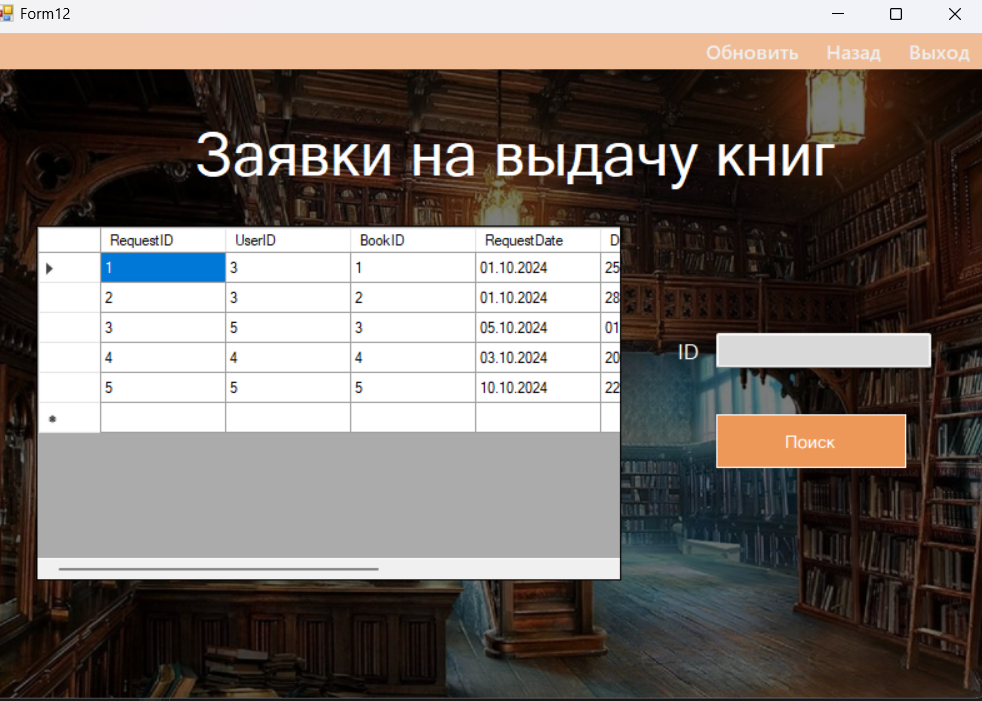 Form12
Обновить Назад Выход
Заявки на выдачу книг
RequestID UserID BookID RequestDate D
1 3 1 01.10.2024 25
2 3 2 01.10.2024 28
3 5 3 05.10.2024 01
4 4 4 03.10.2024 20
5 5 5 10.10.2024 22
ID
Поиск